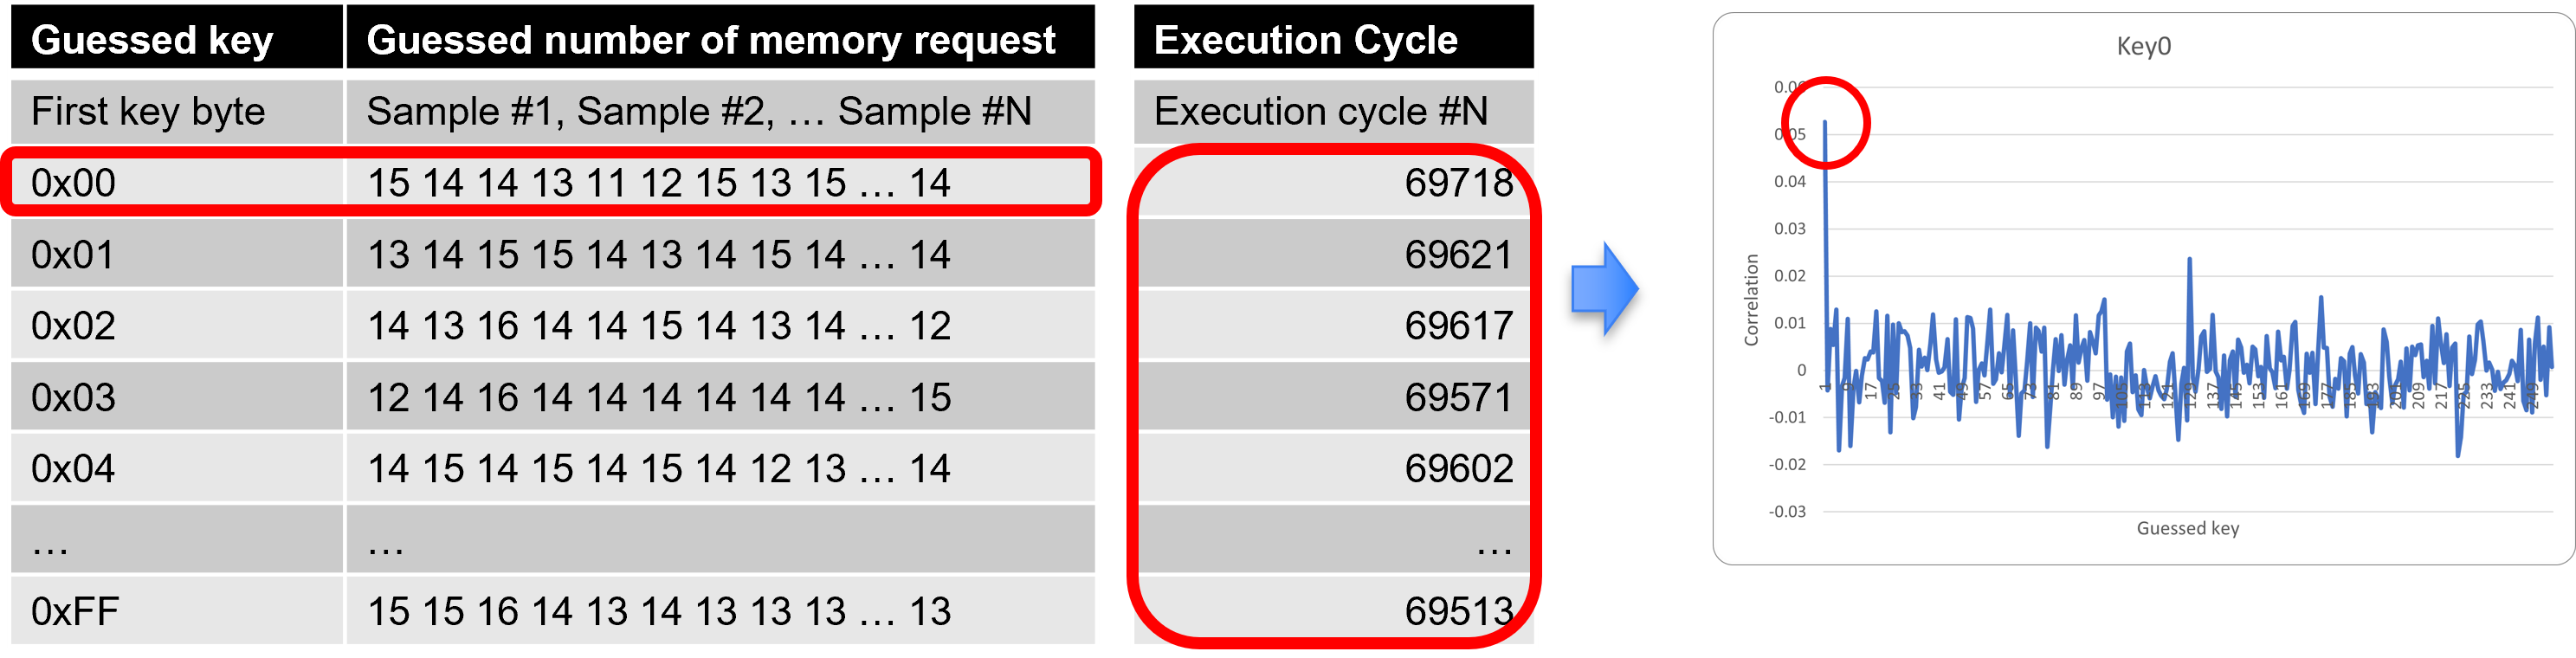 Guessed key Guessed number of memory request
First key byte Sample #1, Sample #2, … Sample #N
0x00 15 14 14 13 11 12 15 13 15 … 14
0x01 13 14 15 15 14 13 14 15 14 … 14
0x02 14 13 16 14 14 15 14 13 14 … 12
0x03 12 14 16 14 14 14 14 14 14 … 15
0x04 14 15 14 15 14 15 14 12 13 … 14
… …
0xFF 15 15 16 14 13 14 13 13 13 … 13
Execution Cycle
Execution cycle #N
69718
69621
69617
69571
69602
…
69513
Key0
0.06
0.05
0.04
0.03
0.02
0.01
0
-0.01
-0.02
-0.03
Correlation
1 9 17 25 33 41 49 57 65 73 81 89 97 105 113 121 129 137 145 153 161 169 177 185 193 201 209 217 225 233 241 249
Guessed key